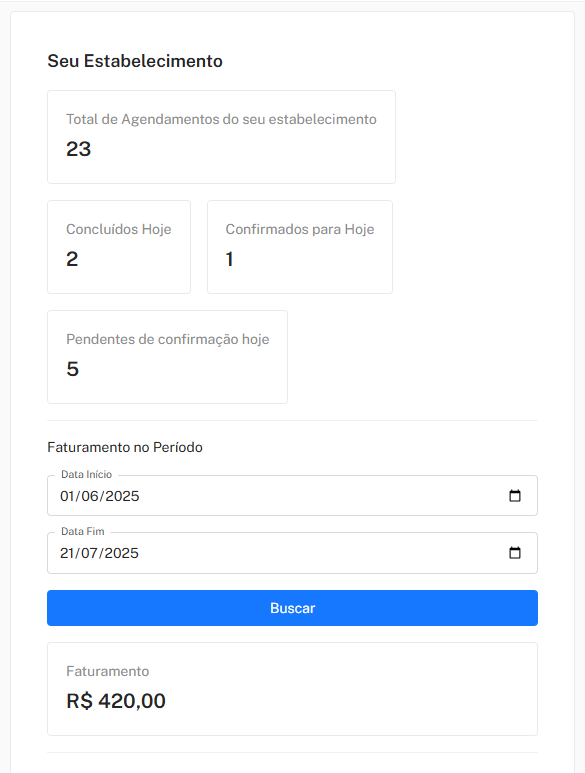 Seu Estabelecimento
Total de Agendamentos do seu estabelecimento
23
Concluídos Hoje
2
Confirmados para Hoje
1
Pendentes de confirmação hoje
5
Faturamento no Período
Data Início
01/06/2025
Data Fim
21/07/2025
Buscar
Faturamento
R$ 420,00